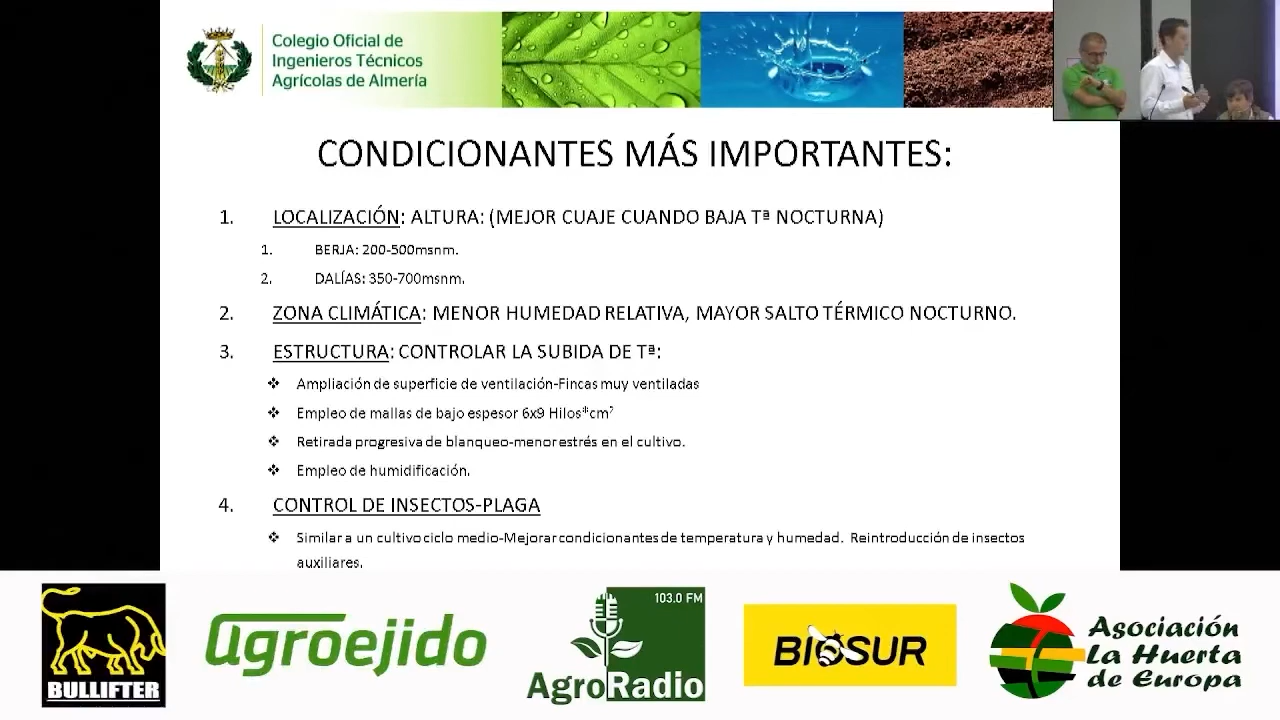 Colegio Oficial de
Ingenieros Técnicos
Agrícolas de Almería
CONDICIONANTES MÁS IMPORTANTES:
1. LOCALIZACIÓN: ALTURA: (MEJOR CUAJE CUANDO BAJA Tª NOCTURNA)
1. BERJA: 200-500msnm.
2. DALÍAS: 350-700msnm.
2. ZONA CLIMÁTICA: MENOR HUMEDAD RELATIVA, MAYOR SALTO TÉRMICO NOCTURNO.
3. ESTRUCTURA: CONTROLAR LA SUBIDA DE Tª:
❖ Ampliación de superficie de ventilación-Fincas muy ventiladas
❖ Empleo de mallas de bajo espesor 6x9 Hilos*cm²
❖ Retirada progresiva de blanqueo-menor estrés en el cultivo.
❖ Empleo de humidificación.
4. CONTROL DE INSECTOS-PLAGA
❖ Similar a un cultivo ciclo medio-Mejorar condicionantes de temperatura y humedad. Reintroducción de insectos
auxiliares.
BULLIFTER
agroejido
103.0 FM
AgroRadio
BIOSUR
Asociación
La Huerta
de Europa